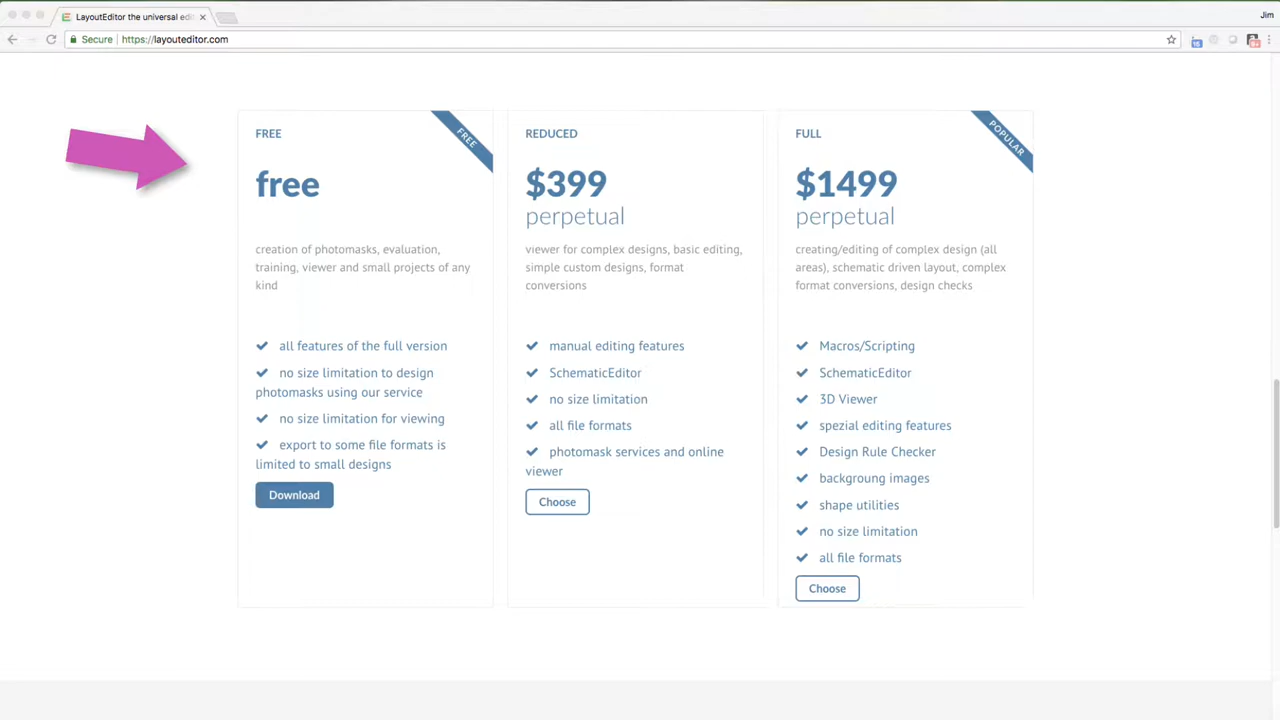 LayoutEditor the universal edi
Jim
Secure https://layouteditor.com
FREE
FREE
free
creation of photomasks, evaluation,
training, viewer and small projects of any
kind
all features of the full version
no size limitation to design
photomasks using our service
no size limitation for viewing
export to some file formats is
limited to small designs
Download
REDUCED
$399
perpetual
viewer for complex designs, basic editing,
simple custom designs, format
conversions
manual editing features
SchematicEditor
no size limitation
all file formats
photomask services and online
viewer
Choose
FULL
POPULAR
$1499
perpetual
creating/editing of complex design (all
areas), schematic driven layout, complex
format conversions, design checks
Macros/Scripting
SchematicEditor
3D Viewer
spezial editing features
Design Rule Checker
backgroung images
shape utilities
no size limitation
all file formats
Choose